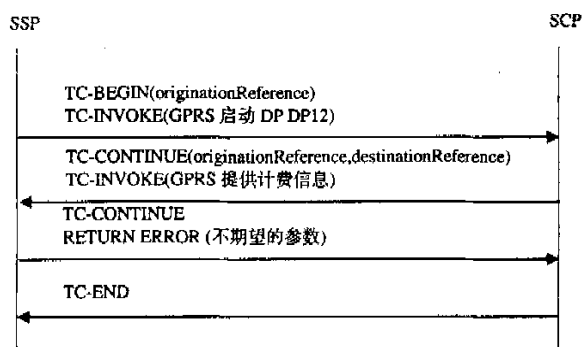 SSP
SCP
TC-BEGIN(originationReference)
TC-INVOKE(GPRS 启动 DP DP12)
TC-CONTINUE(originationReference,destinationReference)
TC-INVOKE(GPRS 提供计费信息)
TC-CONTINUE
RETURN ERROR (不期望的参数)
TC-END